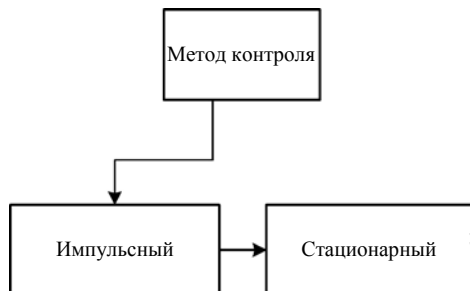 Метод контроля
Импульсный
Стационарный